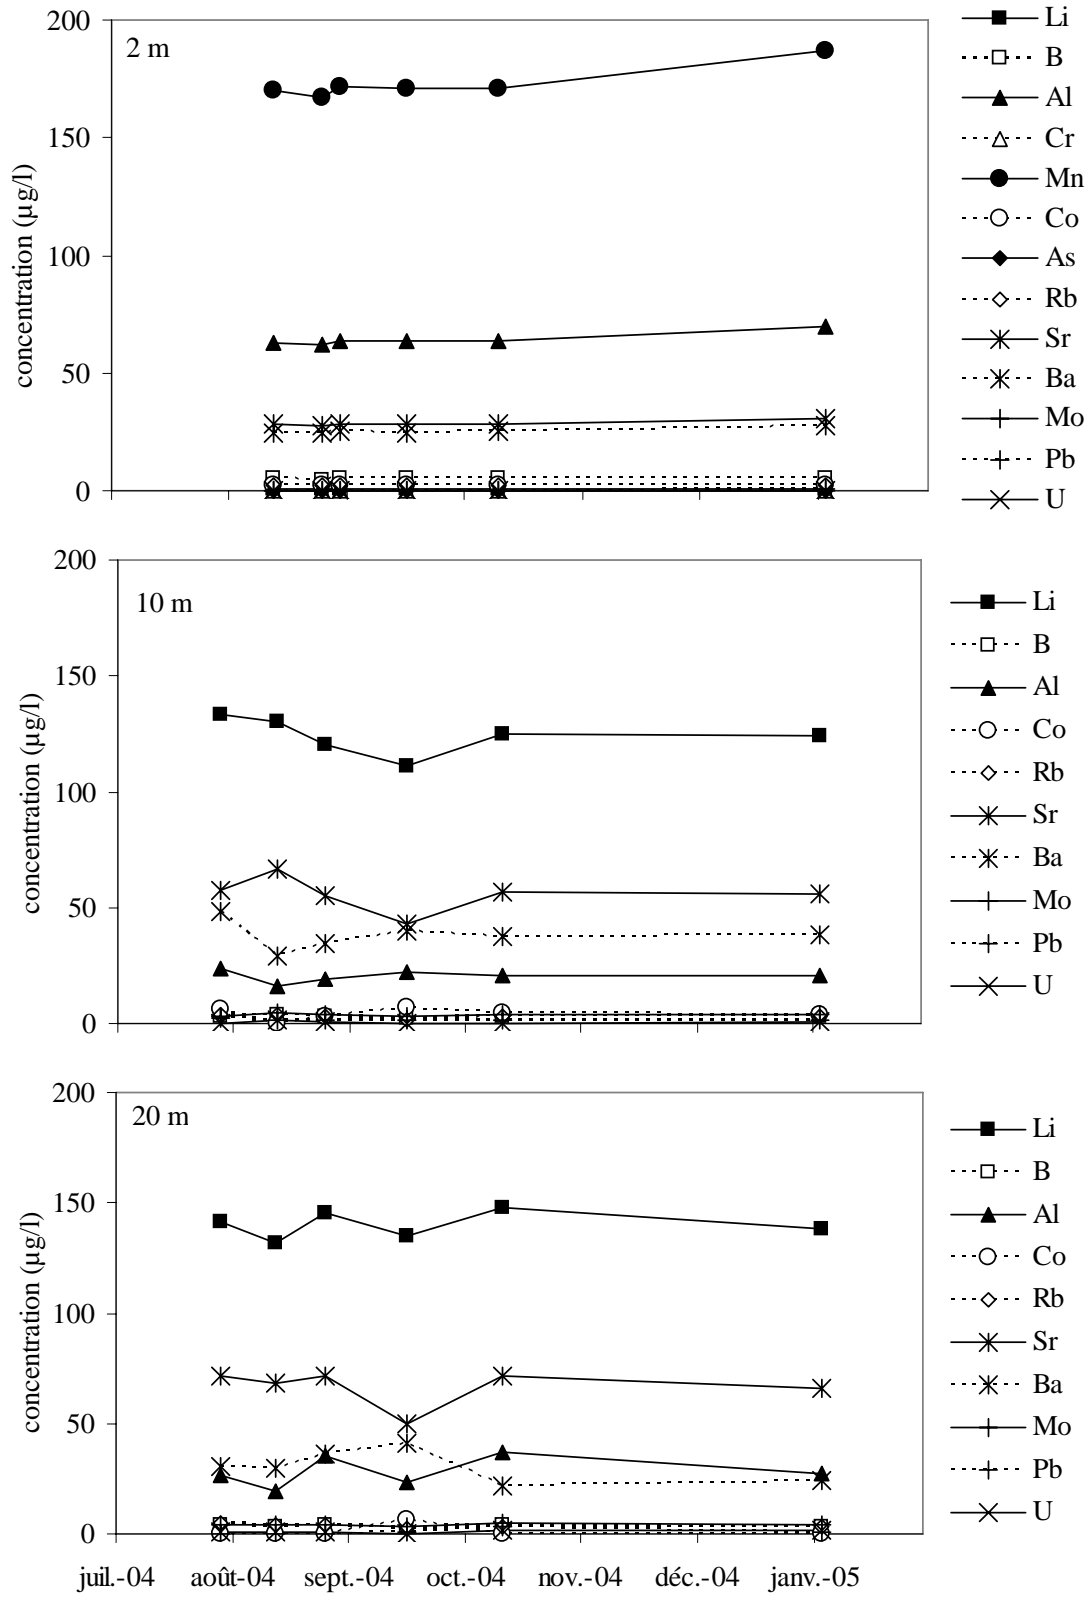 200
150
100
50
0
concentration (µg/l)
2 m
Li
B
Al
Cr
Mn
Co
As
Rb
Sr
Ba
Mo
Pb
U
200
150
100
50
0
concentration (µg/l)
10 m
Li
B
Al
Co
Rb
Sr
Ba
Mo
Pb
U
200
150
100
50
0
concentration (µg/l)
20 m
Li
B
Al
Co
Rb
Sr
Ba
Mo
Pb
U
juil.-04 août-04 sept.-04 oct.-04 nov.-04 déc.-04 janv.-05